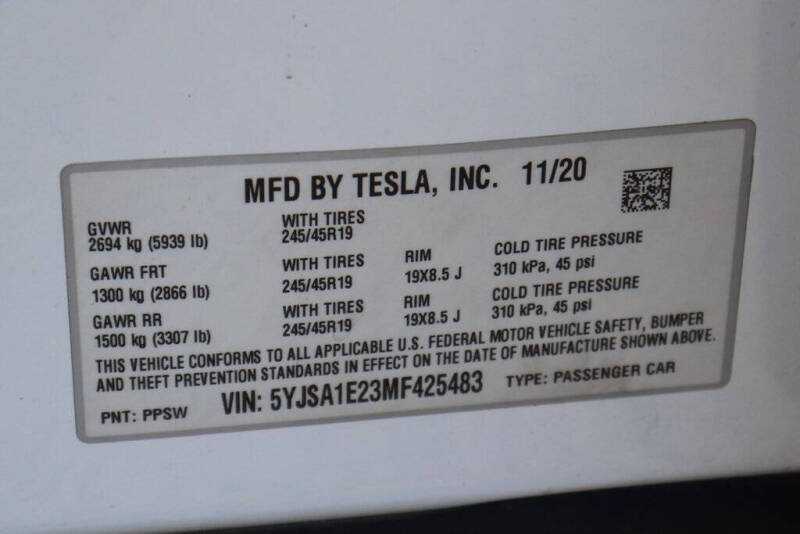 MFD BY TESLA, INC. 11/20
GVWR WITH TIRES
2694 kg (5939 lb) 245/45R19
GAWR FRT WITH TIRES RIM COLD TIRE PRESSURE
1300 kg (2866 lb) 245/45R19 19X8.5 J 310 kPa, 45 psi
GAWR RR WITH TIRES RIM COLD TIRE PRESSURE
1500 kg (3307 lb) 245/45R19 19X8.5 J 310 kPa, 45 psi
THIS VEHICLE CONFORMS TO ALL APPLICABLE U.S. FEDERAL MOTOR VEHICLE SAFETY, BUMPER
AND THEFT PREVENTION STANDARDS IN EFFECT ON THE DATE OF MANUFACTURE SHOWN ABOVE.
PNT: PPSW VIN: 5YJSA1E23MF425483 TYPE: PASSENGER CAR